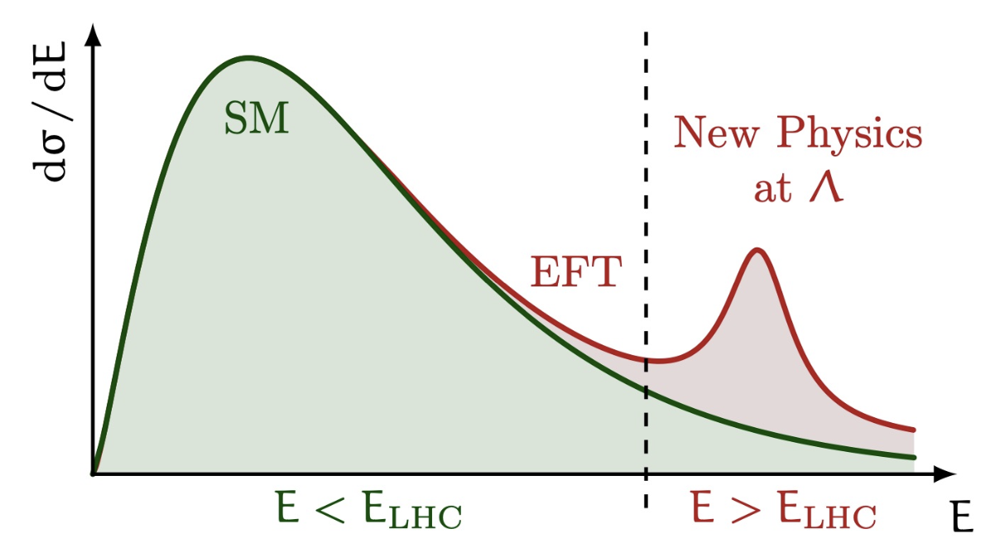 dσ / dE
SM
New Physics
at Λ
EFT
E < E_LHC
E > E_LHC
E